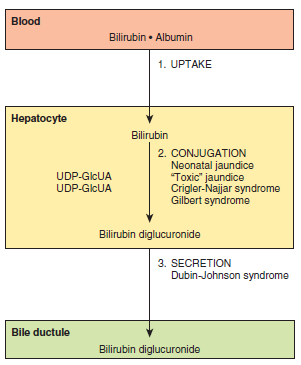 Blood
Bilirubin • Albumin
1. UPTAKE
Hepatocyte
Bilirubin
2. CONJUGATION
Neonatal jaundice
“Toxic” jaundice
Crigler-Najjar syndrome
Gilbert syndrome
UDP-GlcUA
UDP-GlcUA
Bilirubin diglucuronide
3. SECRETION
Dubin-Johnson syndrome
Bile ductule
Bilirubin diglucuronide